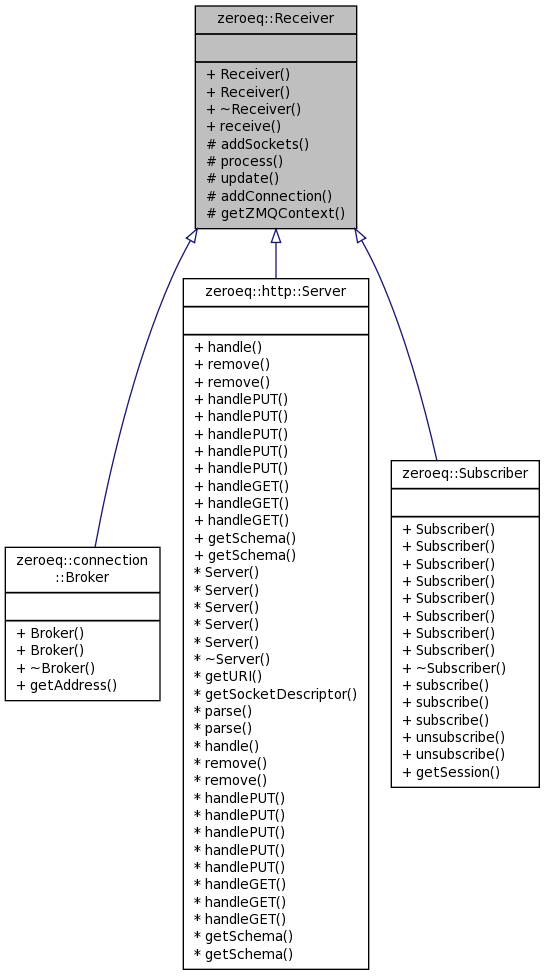 zeroeq::Receiver
+ Receiver()
+ Receiver()
+ ~Receiver()
+ receive()
# addSockets()
# process()
# update()
# addConnection()
# getZMQContext()
zeroeq::http::Server
+ handle()
+ remove()
+ remove()
+ handlePUT()
+ handlePUT()
+ handlePUT()
+ handlePUT()
+ handlePUT()
+ handleGET()
+ handleGET()
+ handleGET()
+ getSchema()
+ getSchema()
* Server()
* Server()
* Server()
* Server()
* Server()
* ~Server()
* getURI()
* getSocketDescriptor()
* parse()
* parse()
* handle()
* remove()
* remove()
* handlePUT()
* handlePUT()
* handlePUT()
* handlePUT()
* handlePUT()
* handleGET()
* handleGET()
* handleGET()
* getSchema()
* getSchema()
zeroeq::Subscriber
+ Subscriber()
+ Subscriber()
+ Subscriber()
+ Subscriber()
+ Subscriber()
+ Subscriber()
+ Subscriber()
+ Subscriber()
+ ~Subscriber()
+ subscribe()
+ subscribe()
+ subscribe()
+ unsubscribe()
+ unsubscribe()
+ getSession()
zeroeq::connection
::Broker
+ Broker()
+ Broker()
+ ~Broker()
+ getAddress()